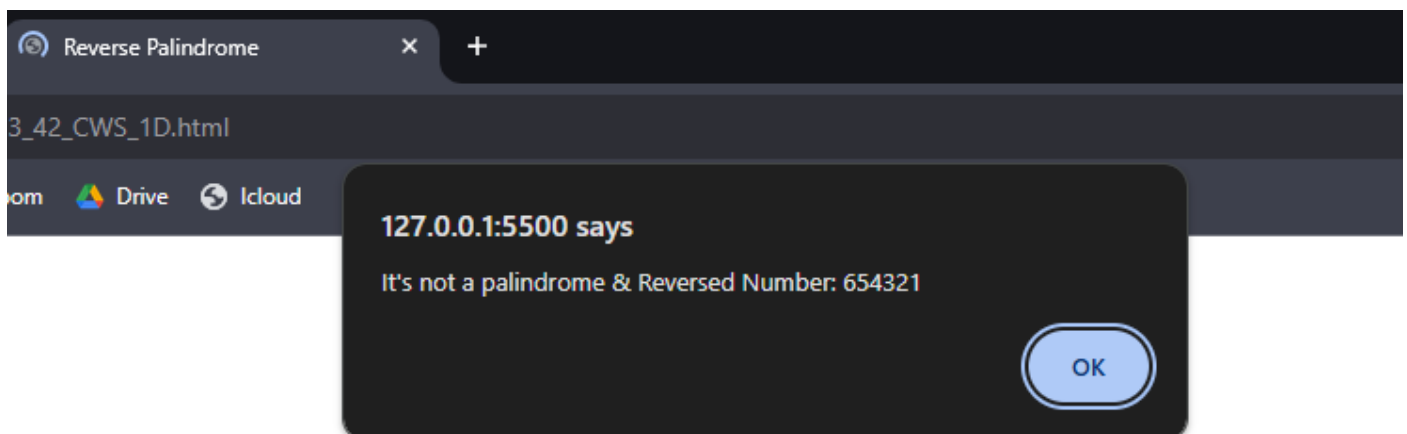 Reverse Palindrome
3_42_CWS_1D.html
oom Drive Icloud
127.0.0.1:5500 says
It's not a palindrome & Reversed Number: 654321
OK